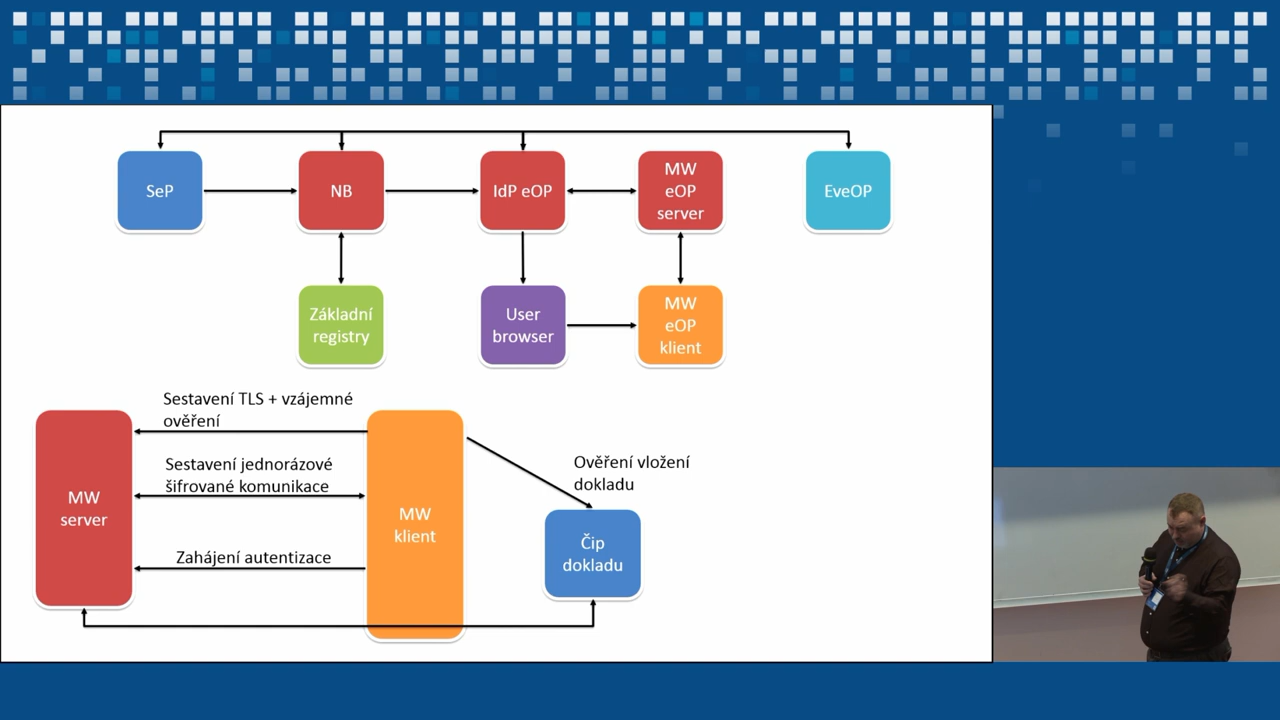 SeP
NB
IdP eOP
MW
eOP
server
EveOP
Základní
registry
User
browser
MW
eOP
klient
Sestavení TLS + vzájemné
ověření
Sestavení jednorázové
šifrované komunikace
Zahájení autentizace
MW
server
MW
klient
Ověření vložení
dokladu
Čip
dokladu